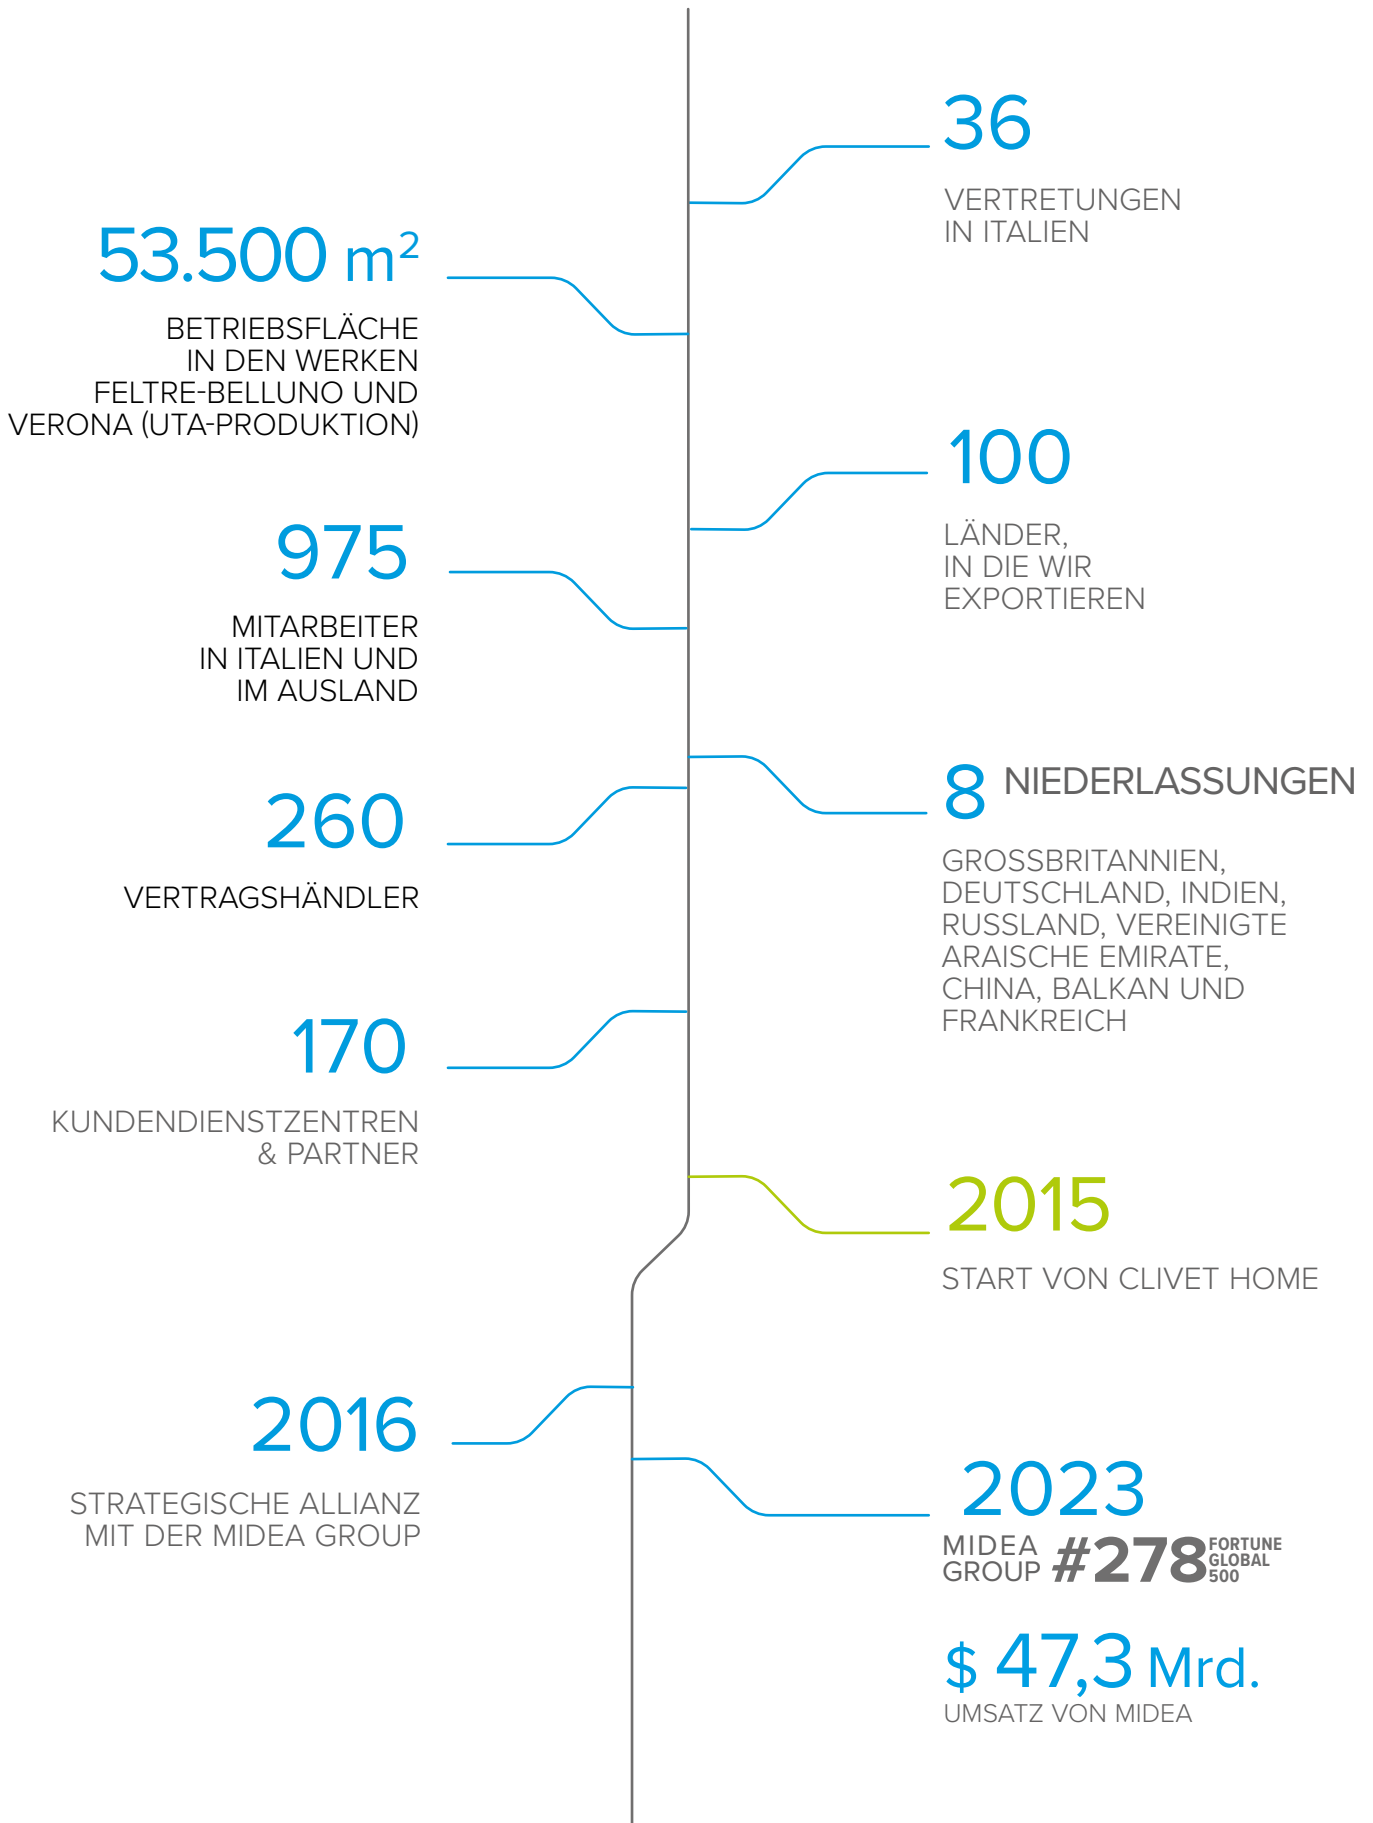 36
VERTRETUNGEN
IN ITALIEN
53.500 m²
BETRIEBSFLÄCHE
IN DEN WERKEN
FELTRE-BELLUNO UND
VERONA (UTA-PRODUKTION)
100
LÄNDER,
IN DIE WIR
EXPORTIEREN
975
MITARBEITER
IN ITALIEN UND
IM AUSLAND
8 NIEDERLASSUNGEN
GROSSBRITANNIEN,
DEUTSCHLAND, INDIEN,
RUSSLAND, VEREINIGTE
ARAISCHE EMIRATE,
CHINA, BALKAN UND
FRANKREICH
260
VERTRAGSHÄNDLER
170
KUNDENDIENSTZENTREN
& PARTNER
2015
START VON CLIVET HOME
2016
STRATEGISCHE ALLIANZ
MIT DER MIDEA GROUP
2023
MIDEA
GROUP #278
FORTUNE
GLOBAL
500
$ 47,3 Mrd.
UMSATZ VON MIDEA